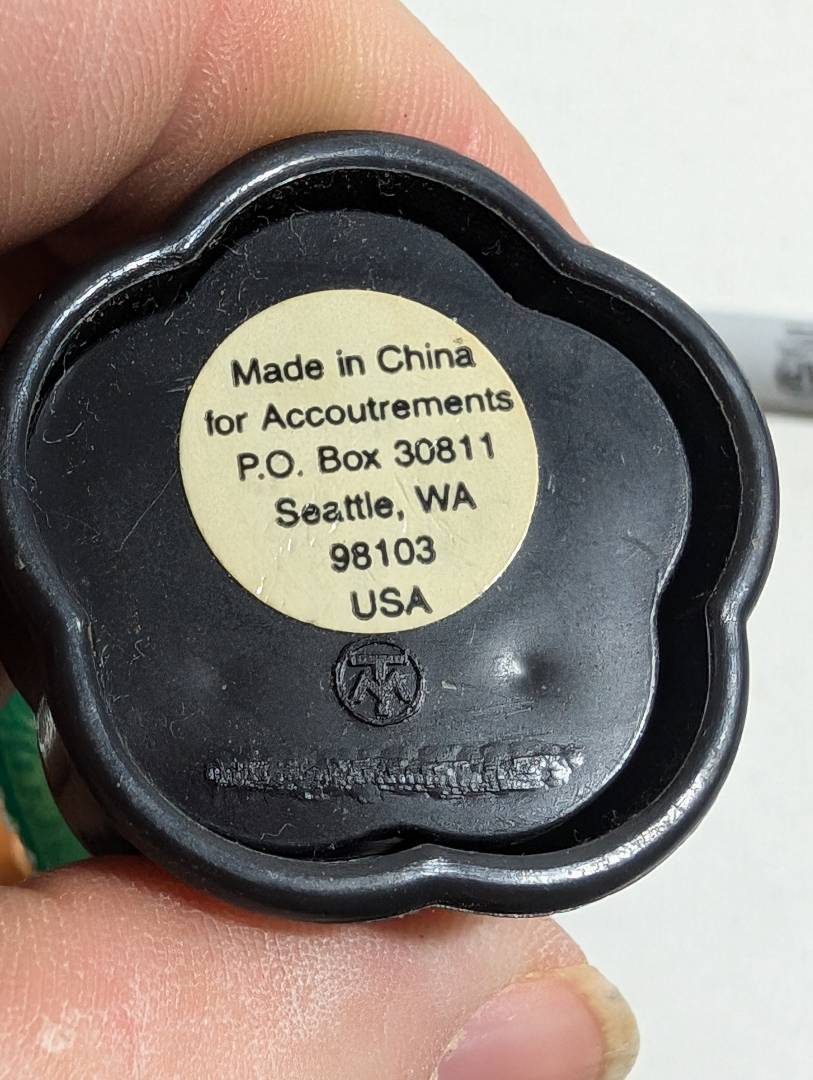 Made in China
for Accoutrements
P.O. Box 30811
Seattle, WA
98103
USA